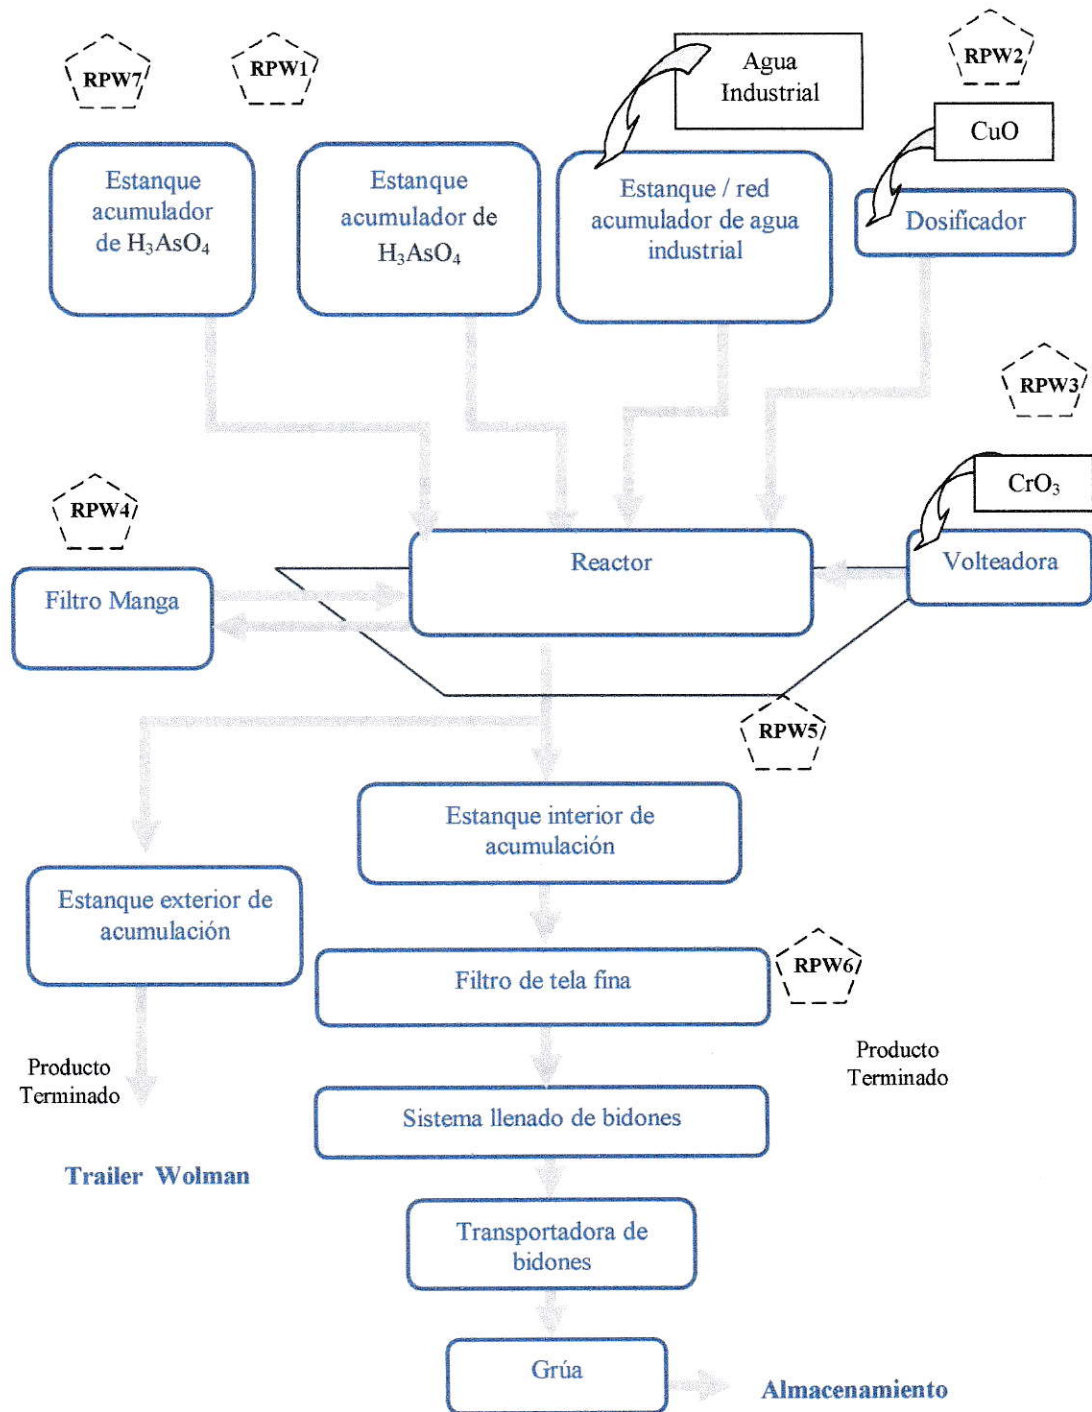 RPW7
RPW1
Agua
Industrial
RPW2
CuO
Estanque
acumulador
de H₃AsO₄
Estanque
acumulador de
H₃AsO₄
Estanque / red
acumulador de agua
industrial
Dosificador
RPW3
CrO₃
RPW4
Reactor
Volteadora
Filtro Manga
RPW5
Estanque interior de
acumulación
Estanque exterior de
acumulación
RPW6
Filtro de tela fina
Producto
Terminado
Producto
Terminado
Sistema llenado de bidones
Trailer Wolman
Transportadora de
bidones
Grúa
Almacenamiento